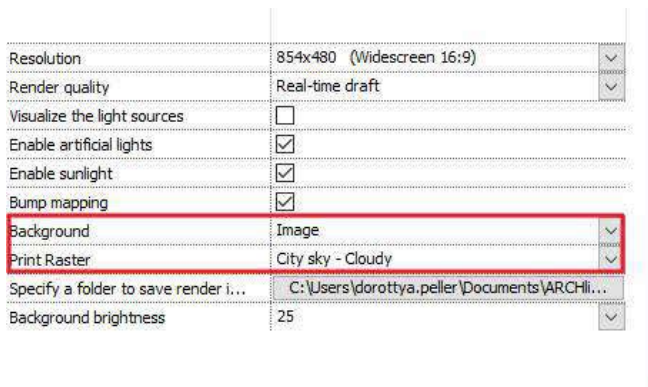 Resolution 854x480 (Widescreen 16:9)
Render quality Real-time draft
Visualize the light sources
Enable artificial lights
Enable sunlight
Bump mapping
Background Image
Print Raster City sky - Cloudy
Specify a folder to save render i... C:\Users\dorottya.peller\Documents\ARCHli...
Background brightness 25